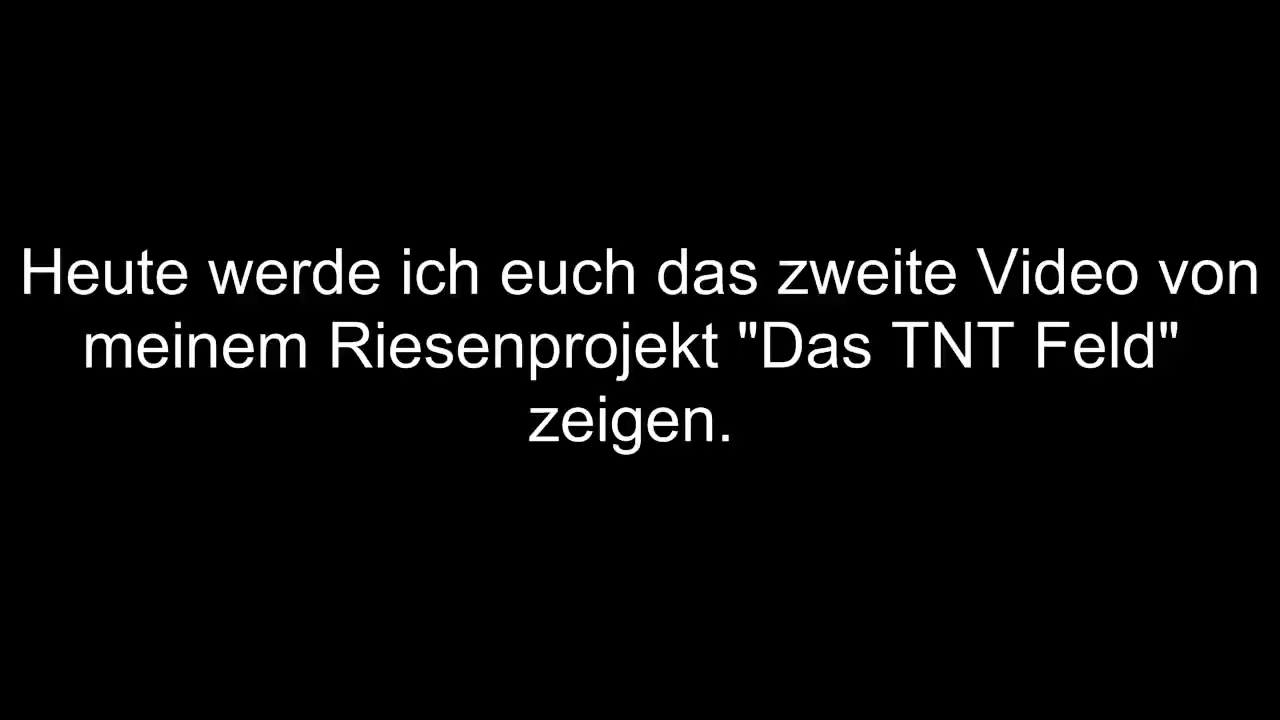 Heute werde ich euch das zweite Video von
meinem Riesenprojekt "Das TNT Feld"
zeigen.